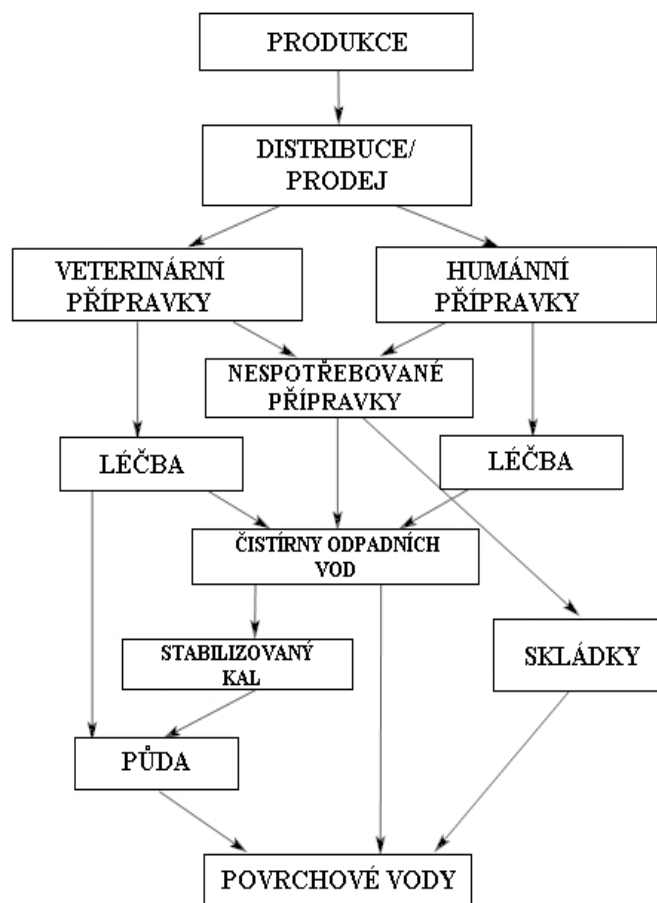 PRODUKCE
DISTRIBUCE/
PRODEJ
VETERINÁRNÍ
PŘÍPRAVKY
HUMÁNNÍ
PŘÍPRAVKY
NESPOTŘEBOVANÉ
PŘÍPRAVKY
LÉČBA
LÉČBA
ČISTÍRNY ODPADNÍCH
VOD
STABILIZOVANÝ
KAL
SKLÁDKY
PŮDA
POVRCHOVÉ VODY